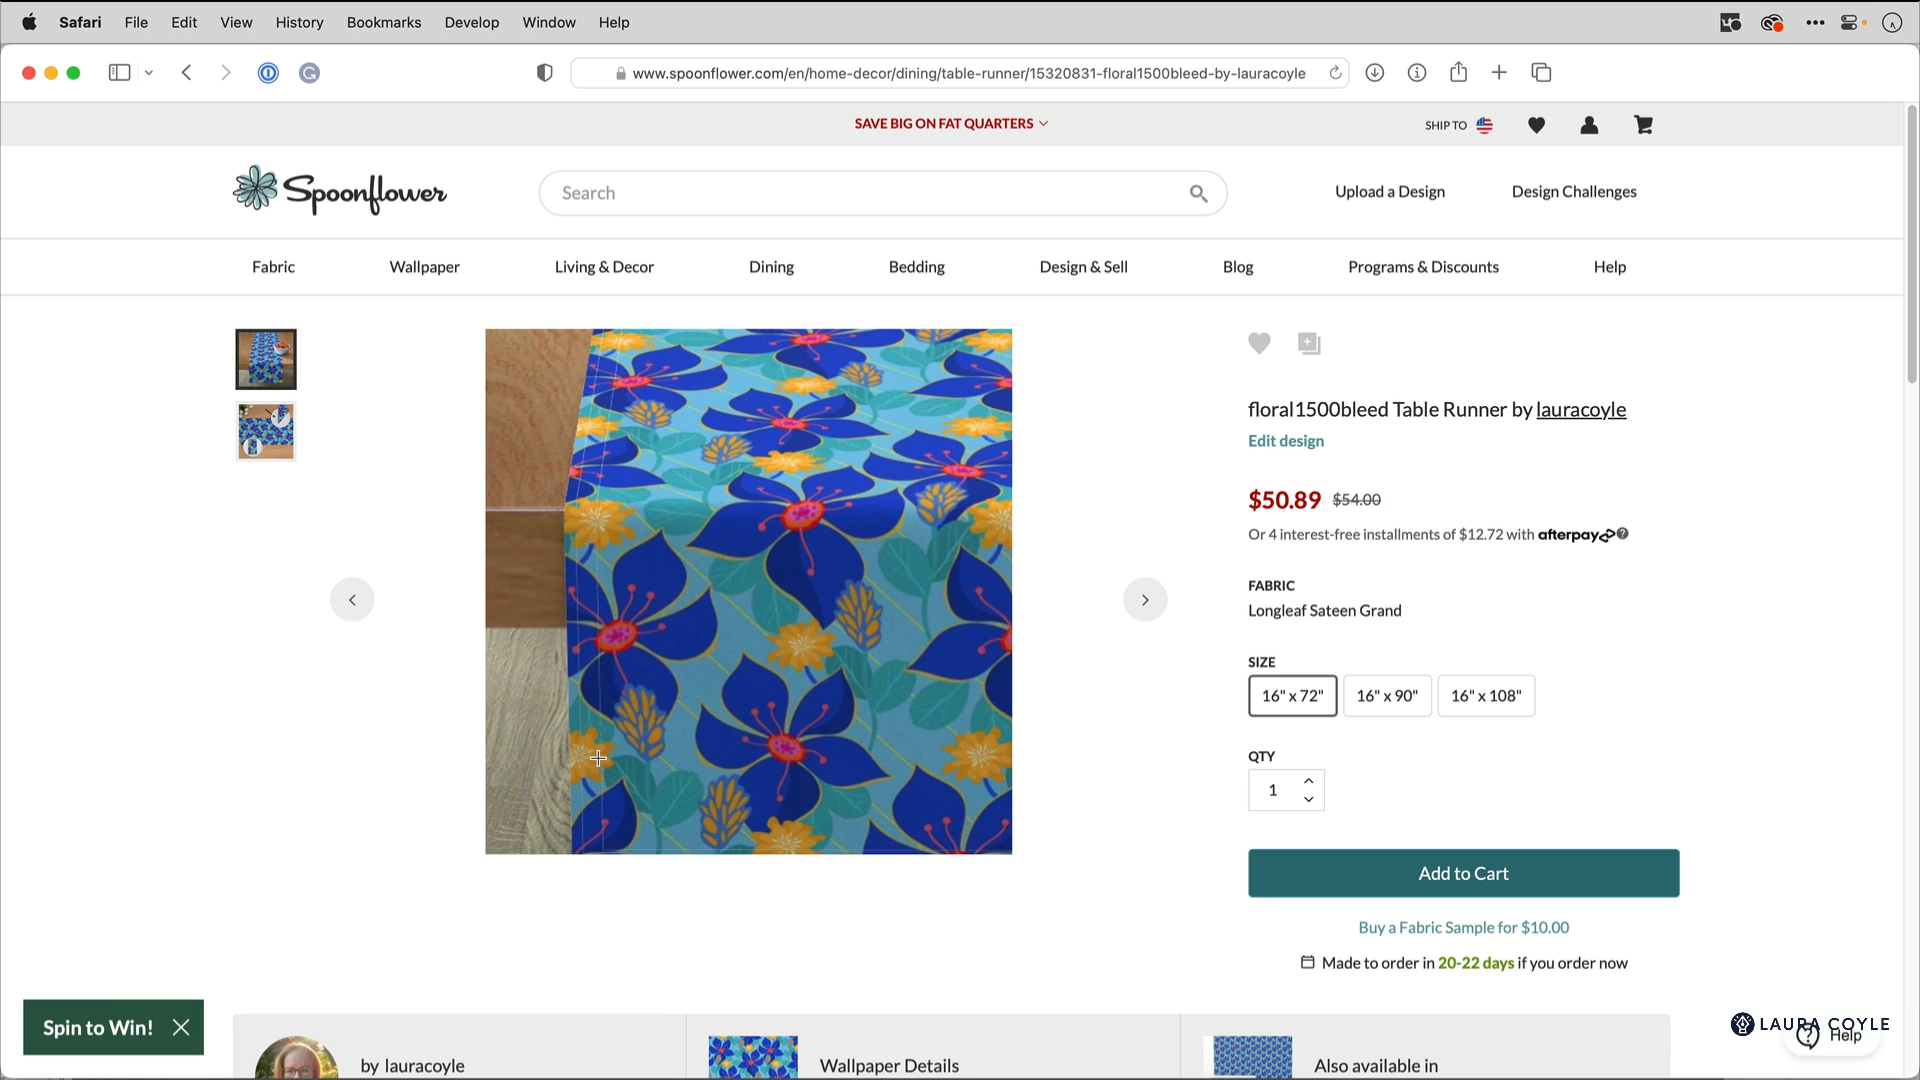 Safari File Edit View History Bookmarks Develop Window Help
www.spoonflower.com/en/home-decor/dining/table-runner/15320831-floral1500bleed-by-lauracoyle
SAVE BIG ON FAT QUARTERS
SHIP TO
Spoonflower
Search
Upload a Design
Design Challenges
Fabric Wallpaper Living & Decor Dining Bedding Design & Sell Blog Programs & Discounts Help
floral1500bleed Table Runner by lauracoyle
Edit design
$50.89 $54.00
Or 4 interest-free installments of $12.72 with afterpay
FABRIC
Longleaf Sateen Grand
SIZE
16" x 72" 16" x 90" 16" x 108"
QTY
1
Add to Cart
Buy a Fabric Sample for $10.00
Made to order in 20-22 days if you order now
Spin to Win!
LAURA COYLE
Help
by lauracoyle
Wallpaper Details
Also available in